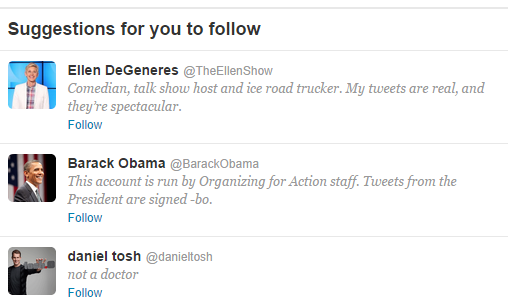 Suggestions for you to follow
Ellen DeGeneres @TheEllenShow
Comedian, talk show host and ice road trucker. My tweets are real, and
they're spectacular.
Follow
Barack Obama @BarackObama
This account is run by Organizing for Action staff. Tweets from the
President are signed -bo.
Follow
daniel tosh @danieltosh
not a doctor
Follow